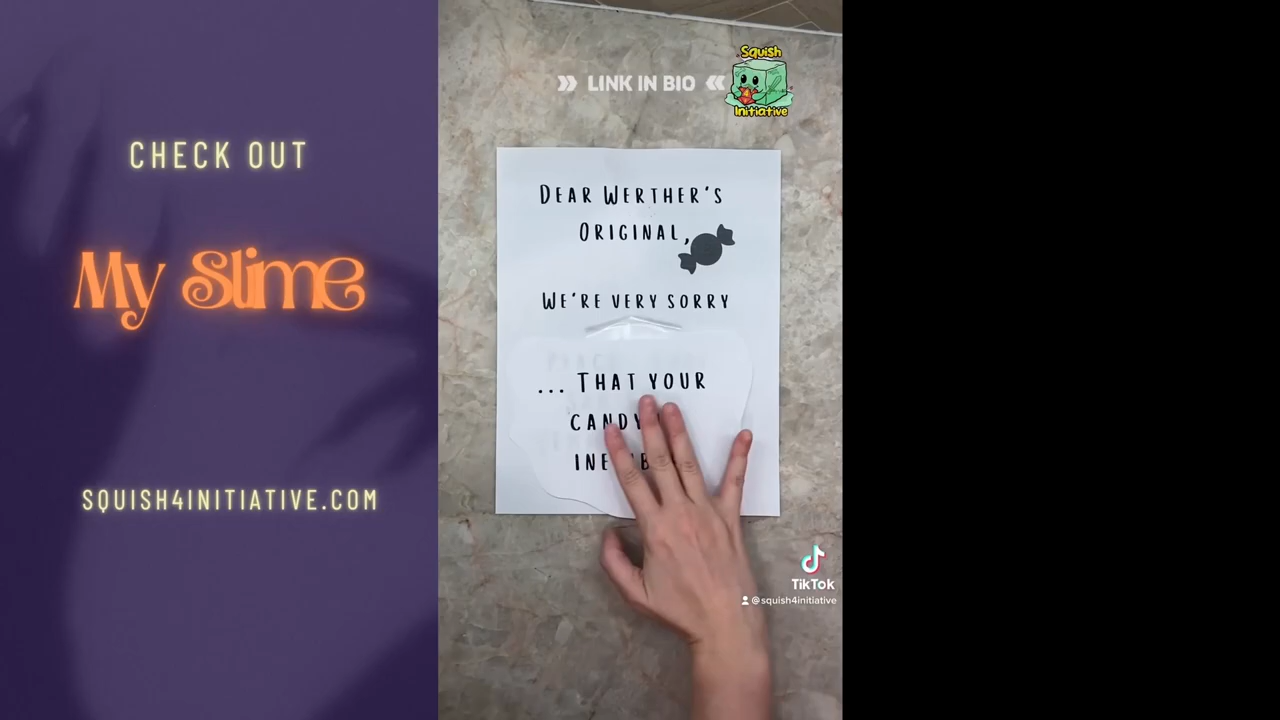 CHECK OUT
My Slime
SQUISH4INITIATIVE.COM
LINK IN BIO
Squish
Initiative
DEAR WERTHER'S
ORIGINAL,
WE'RE VERY SORRY
... THAT YOUR
TikTok
@squish4initiative